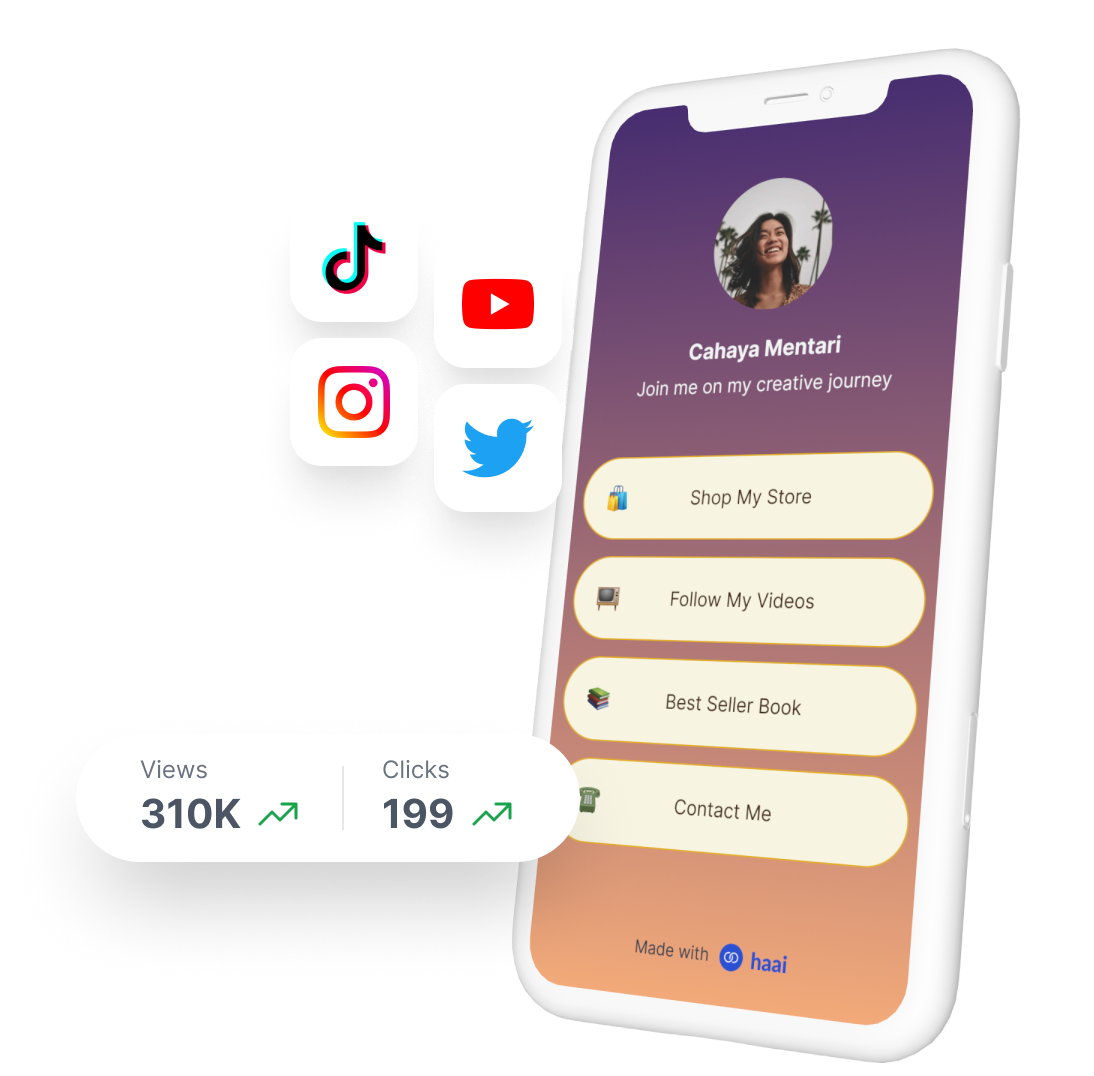 Cahaya Mentari
Join me on my creative journey
Shop My Store
Follow My Videos
Best Seller Book
Contact Me
Views
310K
Clicks
199
Made with haai